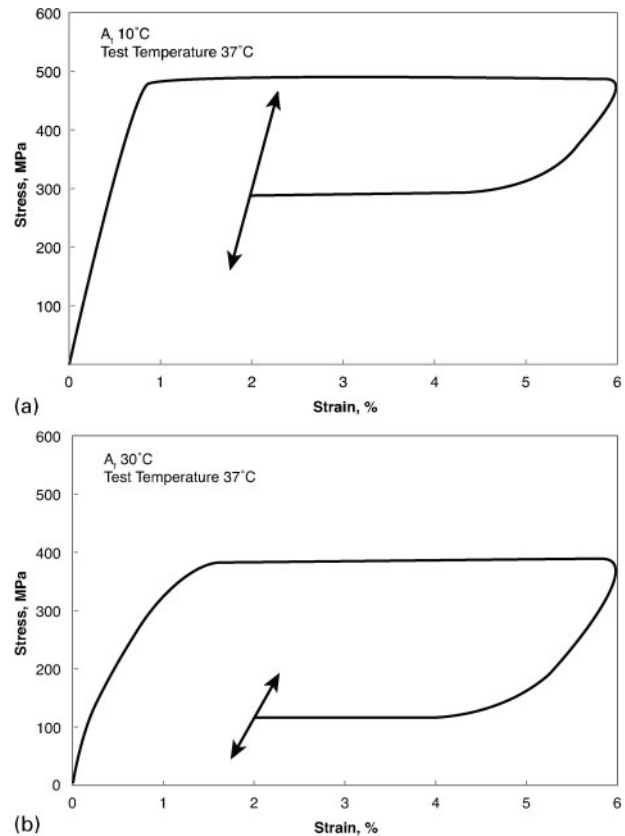 600
A_f 10°C
Test Temperature 37°C
500
400
Stress, MPa
300
200
100
0 1 2 3 4 5 6
(a)
Strain, %
600
A_f 30°C
Test Temperature 37°C
500
400
Stress, MPa
300
200
100
0
0 1 2 3 4 5 6
(b)
Strain, %